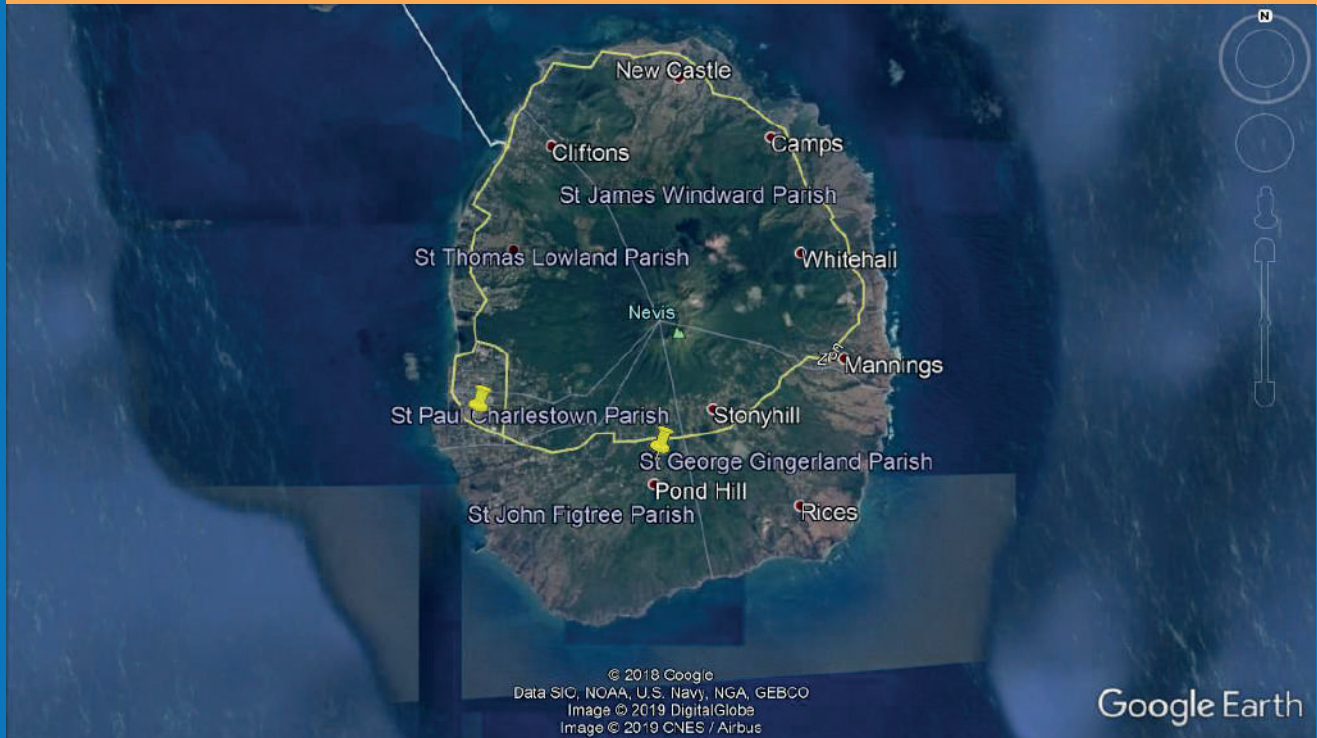 N
New Castle
Cliftons
Camps
St James Windward Parish
St Thomas Lowland Parish
Whitehall
Nevis
Mannings
St Paul Charlestown Parish
Stonyhill
St George Gingerland Parish
Pond Hill
St John Figtree Parish
Rices
© 2018 Google
Data SIO, NOAA, U.S. Navy, NGA, GEBCO
Image © 2019 DigitalGlobe
Image © 2019 CNES / Airbus
Google Earth